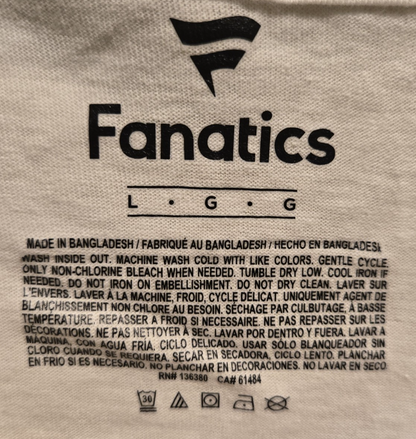 Fanatics
L • G • G
MADE IN BANGLADESH / FABRIQUÉ AU BANGLADESH / HECHO EN BANGLADESH
WASH INSIDE OUT. MACHINE WASH COLD WITH LIKE COLORS. GENTLE CYCLE
ONLY NON-CHLORINE BLEACH WHEN NEEDED. TUMBLE DRY LOW. COOL IRON IF
NEEDED. DO NOT IRON ON EMBELLISHMENT. DO NOT DRY CLEAN. LAVER SUR
L'ENVERS. LAVER À LA MACHINE, FROID, CYCLE DÉLICAT. UNIQUEMENT AGENT DE
BLANCHISSEMENT NON CHLORE AU BESOIN. SÉCHAGE PAR CULBUTAGE, À BASSE
TEMPÉRATURE. REPASSER A FROID SI NECESSAIRE. NE PAS REPASSER SUR LES
DÉCORATIONS. NE PAS NETTOYER À SEC. LAVAR POR DENTRO Y FUERA. LAVAR A
MÁQUINA, CON AGUA FRÍA. CICLO DELICADO. USAR SÓLO BLANQUEADOR SIN
CLORO CUANDO SE REQUIERA. SECAR EN SECADORA, CICLO LENTO. PLANCHAR
EN FRIO SI ES NECESARIO. NO PLANCHAR EN DECORACIONES. NO LAVAR EN SECO
RN# 136380 CA# 61484
30